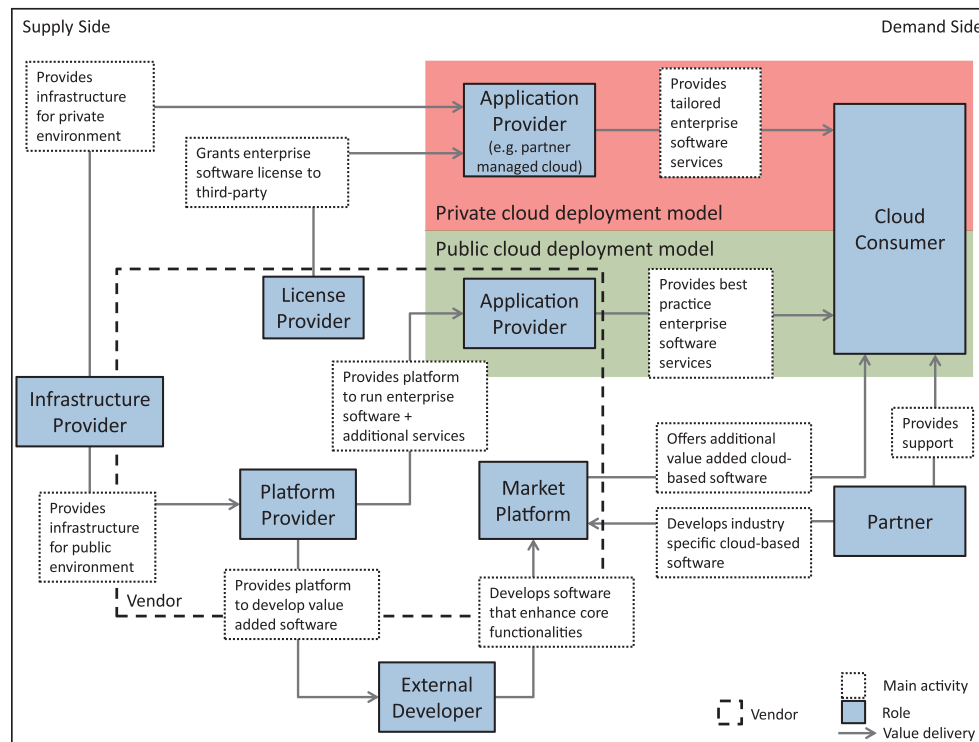 Supply Side
Demand Side
Provides
infrastructure
for private
environment
Application
Provider
(e.g. partner
managed cloud)
Provides
tailored
enterprise
software
services
Grants enterprise
software license to
third-party
Cloud
Consumer
Private cloud deployment model
Public cloud deployment model
License
Provider
Application
Provider
Provides best
practice
enterprise
software
services
Infrastructure
Provider
Provides platform
to run enterprise
software +
additional services
Offers additional
value added cloud-
based software
Provides
support
Provides
infrastructure
for public
environment
Platform
Provider
Market
Platform
Develops industry
specific cloud-based
software
Partner
Vendor
Provides platform
to develop value
added software
Develops software
that enhance core
functionalities
External
Developer
Main activity
Vendor
Role
Value delivery